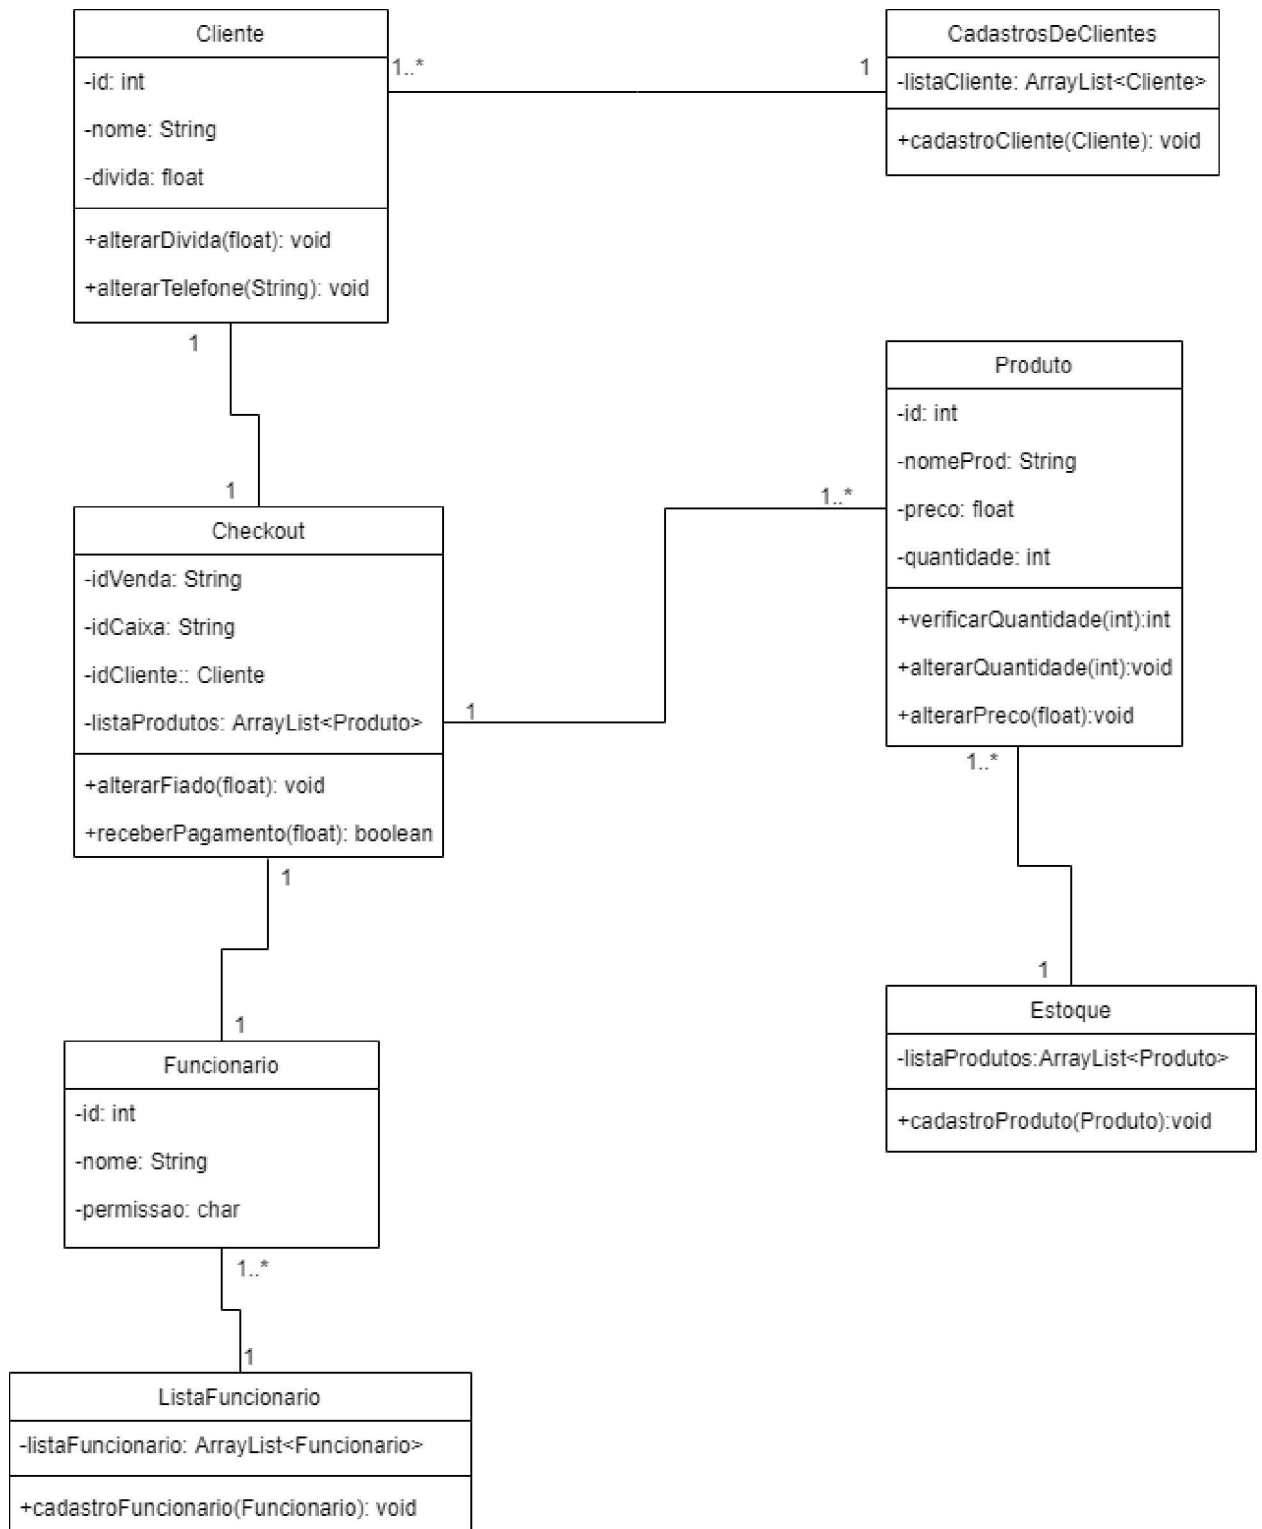 Cliente
-id: int
-nome: String
-divida: float
+alterarDivida(float): void
+alterarTelefone(String): void
1..*
1
CadastrosDeClientes
-listaCliente: ArrayList<Cliente>
+cadastroCliente(Cliente): void
1
1
Checkout
-idVenda: String
-idCaixa: String
-idCliente:: Cliente
-listaProdutos: ArrayList<Produto>
+alterarFiado(float): void
+receberPagamento(float): boolean
1
1..*
Produto
-id: int
-nomeProd: String
-preco: float
-quantidade: int
+verificarQuantidade(int):int
+alterarQuantidade(int):void
+alterarPreco(float):void
1..*
1
Estoque
-listaProdutos:ArrayList<Produto>
+cadastroProduto(Produto):void
1
1
Funcionario
-id: int
-nome: String
-permissao: char
1..*
1
ListaFuncionario
-listaFuncionario: ArrayList<Funcionario>
+cadastroFuncionario(Funcionario): void